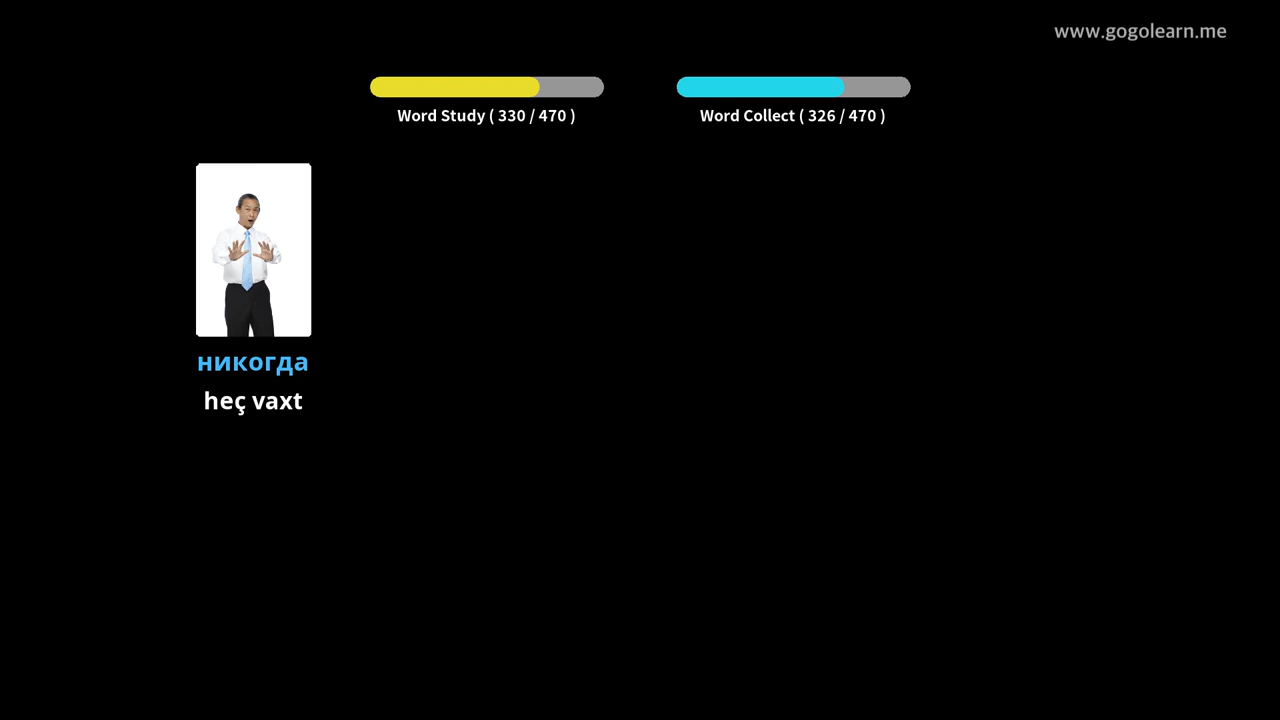 www.gogolearn.me
Word Study ( 330 / 470 )
Word Collect ( 326 / 470 )
никогда
heç vaxt